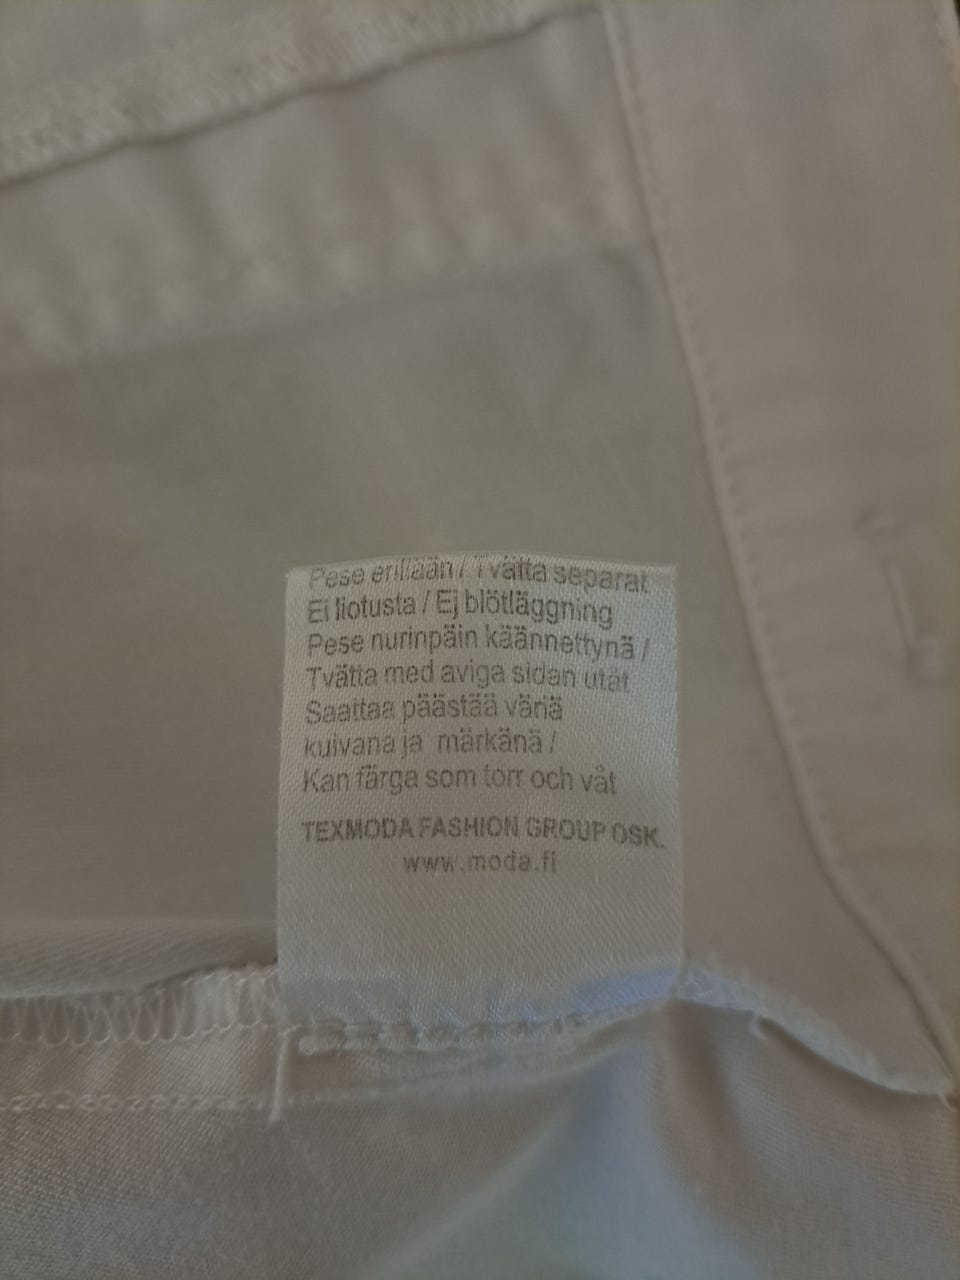 Pese erillään / Tvätta separat
Ei liotusta / Ej blötläggning
Pese nurinpäin käännettynä /
Tvätta med aviga sidan utåt
Saattaa päästää väriä
kuivana ja märkänä /
Kan färga som torr och våt
TEXMODA FASHION GROUP OSK.
www.moda.fi